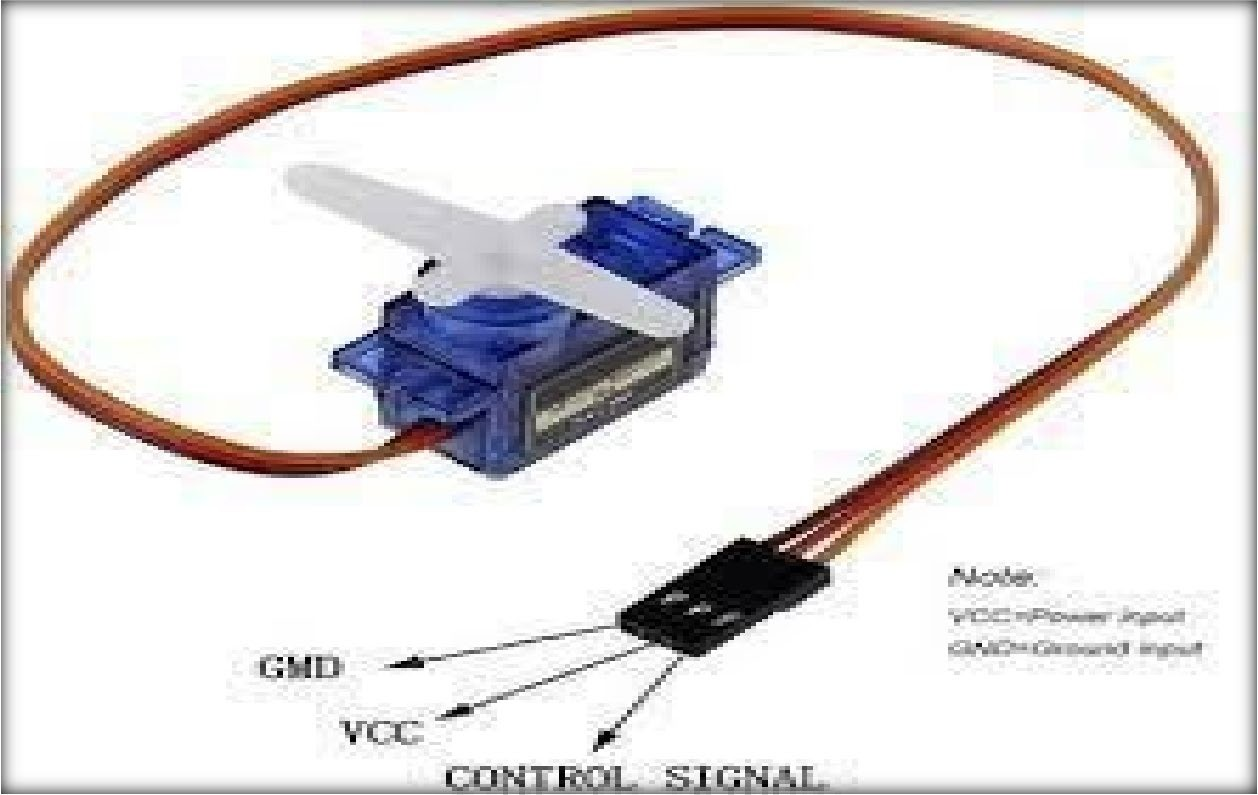 GMD
VCC
CONTROL SIGNAL
Note:
VCC=Power input
GND=Ground input